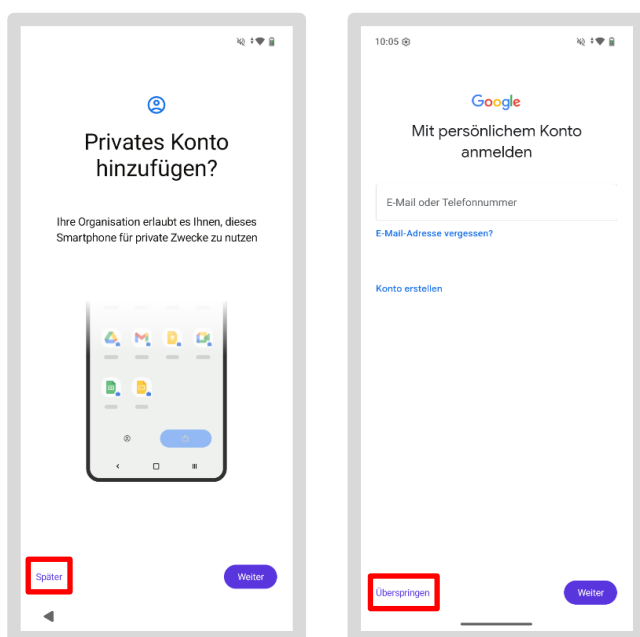 Privates Konto
hinzufügen?
Ihre Organisation erlaubt es Ihnen, dieses
Smartphone für private Zwecke zu nutzen
Später
Weiter
10:05
Google
Mit persönlichem Konto
anmelden
E-Mail oder Telefonnummer
E-Mail-Adresse vergessen?
Konto erstellen
Überspringen
Weiter